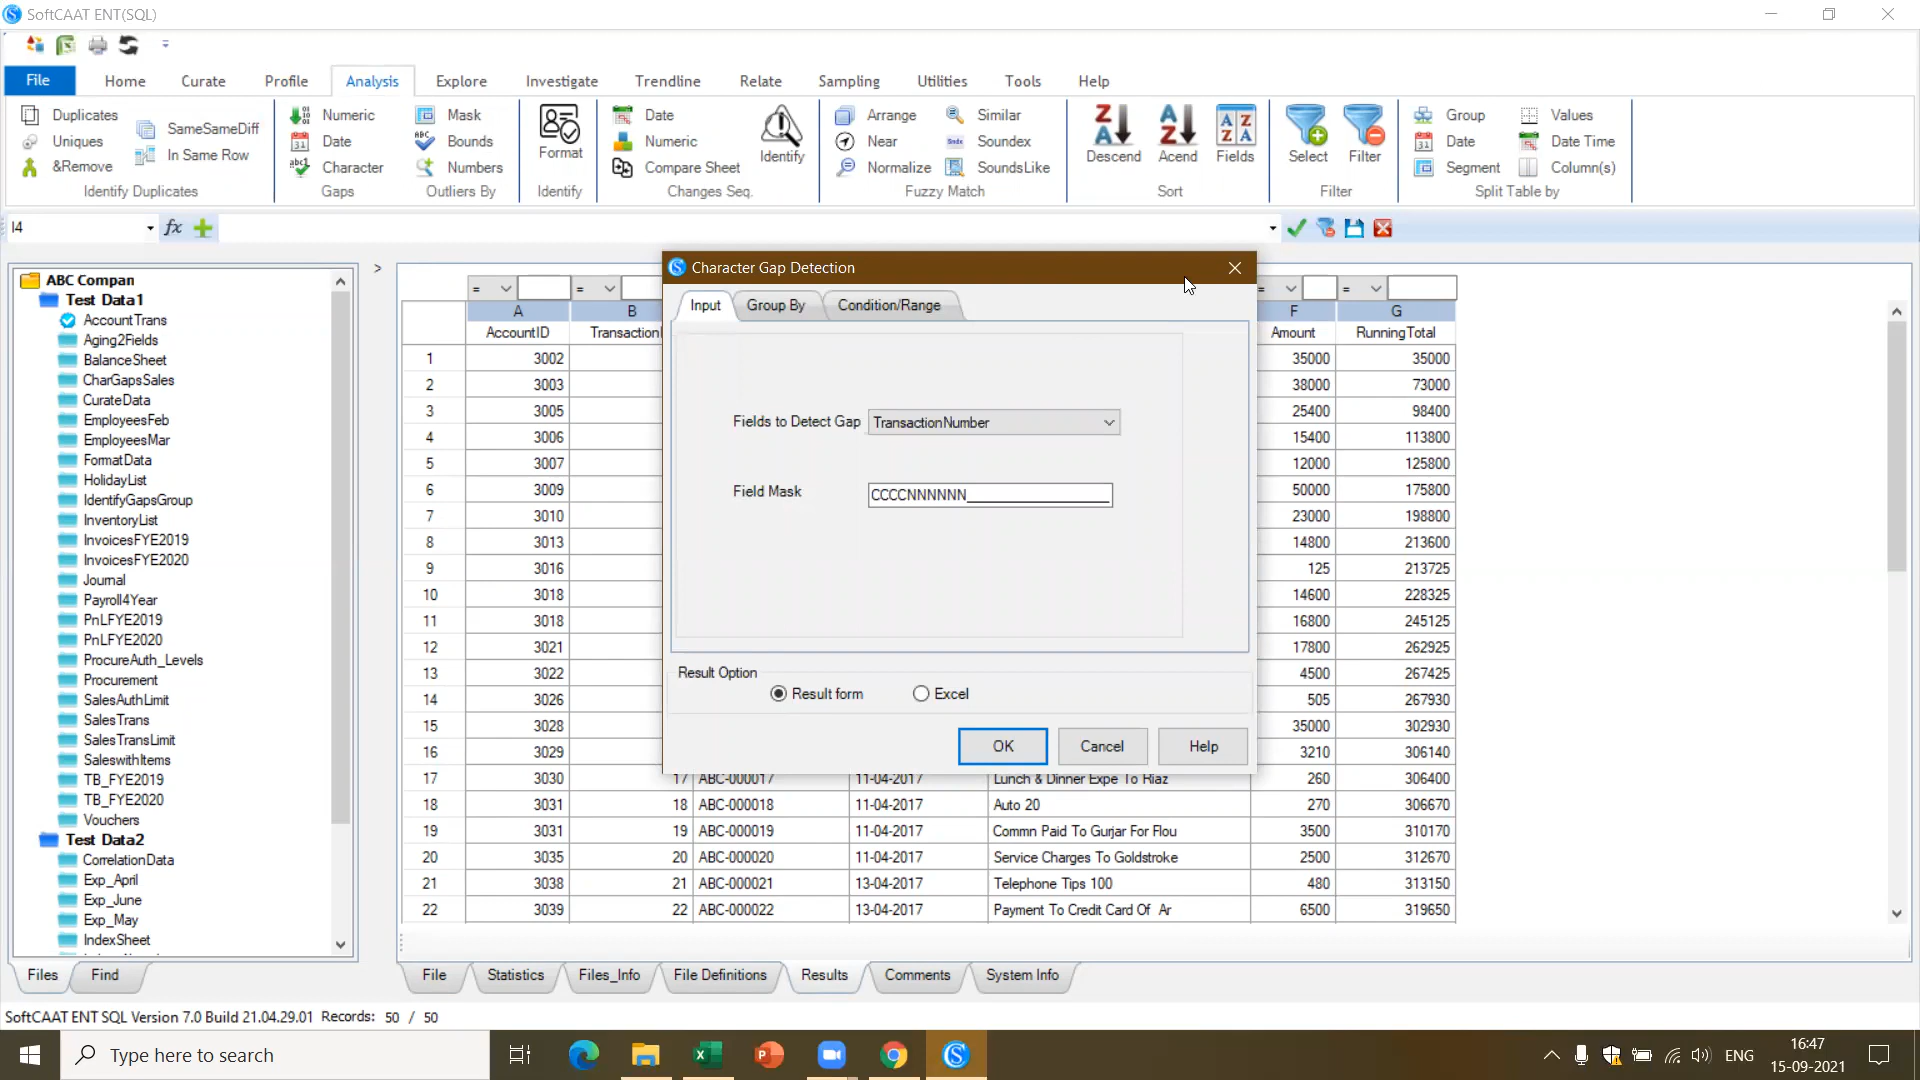 SoftCAAT ENT(SQL)
File Home Curate Profile Analysis Explore Investigate Trendline Relate Sampling Utilities Tools Help
Duplicates
Uniques
&Remove
SameSameDiff
In Same Row
Identify Duplicates
Numeric
Date
Character
Gaps
Mask
Bounds
Numbers
Outliers By
Format
Identify
Date
Numeric
Compare Sheet
Identify
Changes Seq.
Arrange
Near
Normalize
Similar
Soundex
SoundsLike
Fuzzy Match
Descend
Acend
Fields
Sort
Select
Filter
Filter
Group
Date
Segment
Values
Date Time
Column(s)
Split Table by
I4
fx
ABC Compan
Test Data1
AccountTrans
Aging2Fields
BalanceSheet
CharGapsSales
CurateData
EmployeesFeb
EmployeesMar
FormatData
HolidayList
IdentifyGapsGroup
InventoryList
InvoicesFYE2019
InvoicesFYE2020
Journal
Payroll4Year
PnLFYE2019
PnLFYE2020
ProcureAuth_Levels
Procurement
SalesAuthLimit
SalesTrans
SalesTransLimit
SaleswithItems
TB_FYE2019
TB_FYE2020
Vouchers
Test Data2
CorrelationData
Exp_April
Exp_June
Exp_May
IndexSheet
Files Find
>
= = = =
A B F G
AccountID Transaction Amount RunningTotal
1 3002 35000 35000
2 3003 38000 73000
3 3005 25400 98400
4 3006 15400 113800
5 3007 12000 125800
6 3009 50000 175800
7 3010 23000 198800
8 3013 14800 213600
9 3016 125 213725
10 3018 14600 228325
11 3018 16800 245125
12 3021 17800 262925
13 3022 4500 267425
14 3026 505 267930
15 3028 35000 302930
16 3029 3210 306140
17 3030 17 ABC-000017 11-04-2017 Lunch & Dinner Expe To Riaz 260 306400
18 3031 18 ABC-000018 11-04-2017 Auto 20 270 306670
19 3031 19 ABC-000019 11-04-2017 Commn Paid To Gurjar For Flou 3500 310170
20 3035 20 ABC-000020 11-04-2017 Service Charges To Goldstroke 2500 312670
21 3038 21 ABC-000021 13-04-2017 Telephone Tips 100 480 313150
22 3039 22 ABC-000022 13-04-2017 Payment To Credit Card Of Ar 6500 319650
Character Gap Detection
Input Group By Condition/Range
Fields to Detect Gap TransactionNumber
Field Mask CCCCNNNNNN____________________
Result Option
Result form Excel
OK Cancel Help
File Statistics Files_Info File Definitions Results Comments System Info
SoftCAAT ENT SQL Version 7.0 Build 21.04.29.01 Records: 50 / 50
Type here to search
ENG
16:47
15-09-2021